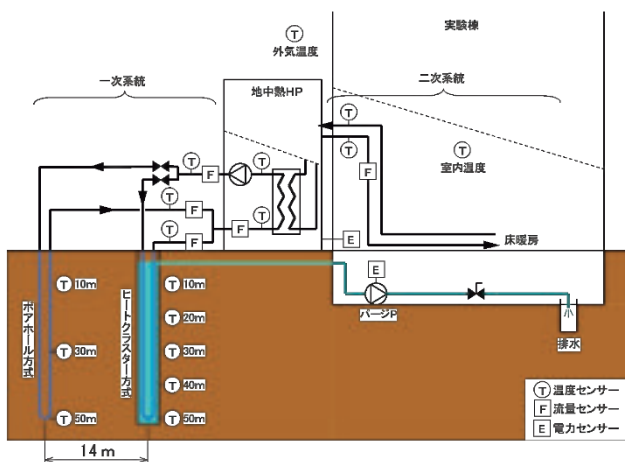 実験棟
T
外気温度
一次系統
地中熱HP
二次系統
T
T
T
室内温度
F
T
F
T
T
F
F
T
F
T
E
床暖房
ボアホール方式
T 10m
T 30m
T 50m
ヒートクラスター方式
T 10m
T 20m
T 30m
T 40m
T 50m
E
パージP
排水
14m
T 温度センサー
F 流量センサー
E 電力センサー